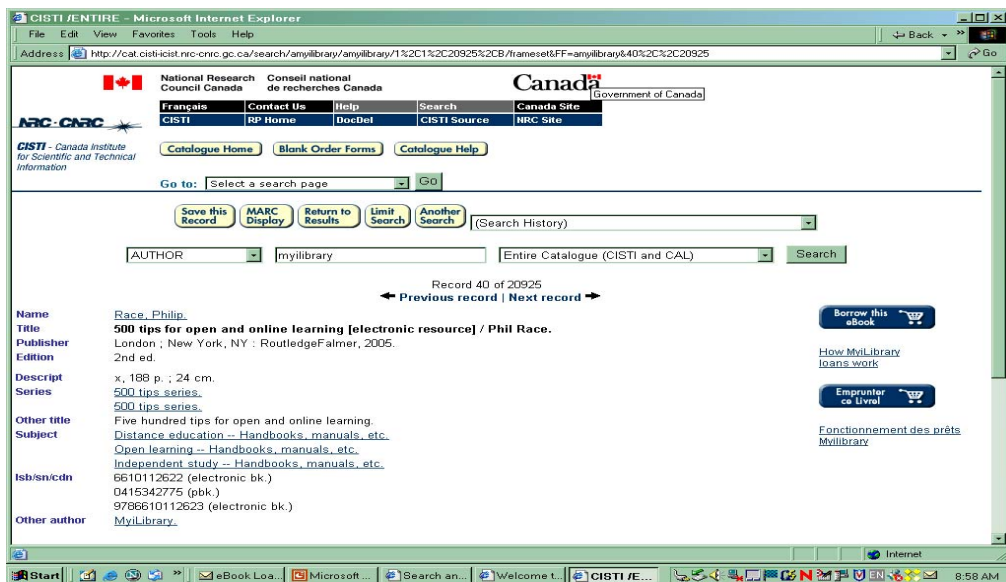 CISTI /ENTIRE - Microsoft Internet Explorer
File Edit View Favorites Tools Help
Back
Address http://cat.cisti-icist.nrc-cnrc.gc.ca/search/amyilibrary/amyilibrary/1%2C1%2C20925%2CB/frameset&FF=amyilibrary&40%2C%2C20925
Go
National Research Council Canada
Conseil national de recherches Canada
Canada
Government of Canada
Français Contact Us Help Search Canada Site
NRC·CNRC
CISTI RP Home DocDel CISTI Source NRC Site
CISTI - Canada Institute
for Scientific and Technical
Information
Catalogue Home Blank Order Forms Catalogue Help
Go to: Select a search page Go
Save this Record MARC Display Return to Results Limit Search Another Search (Search History)
AUTHOR myilibrary Entire Catalogue (CISTI and CAL) Search
Record 40 of 20925
Previous record | Next record
Name Race, Philip.
Title 500 tips for open and online learning [electronic resource] / Phil Race.
Publisher London ; New York, NY : RoutledgeFalmer, 2005.
Edition 2nd ed.
Descript x, 188 p. ; 24 cm.
Series 500 tips series.
500 tips series.
Other title Five hundred tips for open and online learning.
Subject Distance education -- Handbooks, manuals, etc.
Open learning -- Handbooks, manuals, etc.
Independent study -- Handbooks, manuals, etc.
Isb/sn/cdn 6610112622 (electronic bk.)
0415342775 (pbk.)
9786610112623 (electronic bk.)
Other author MyiLibrary.
Borrow this
eBook
How MyiLibrary
loans work
Emprunter
ce Livrel
Fonctionnement des prêts
Myilibrary
Internet
Start eBook Loa... Microsoft ... Search an... Welcome t... CISTI /E... EN 8:58 AM